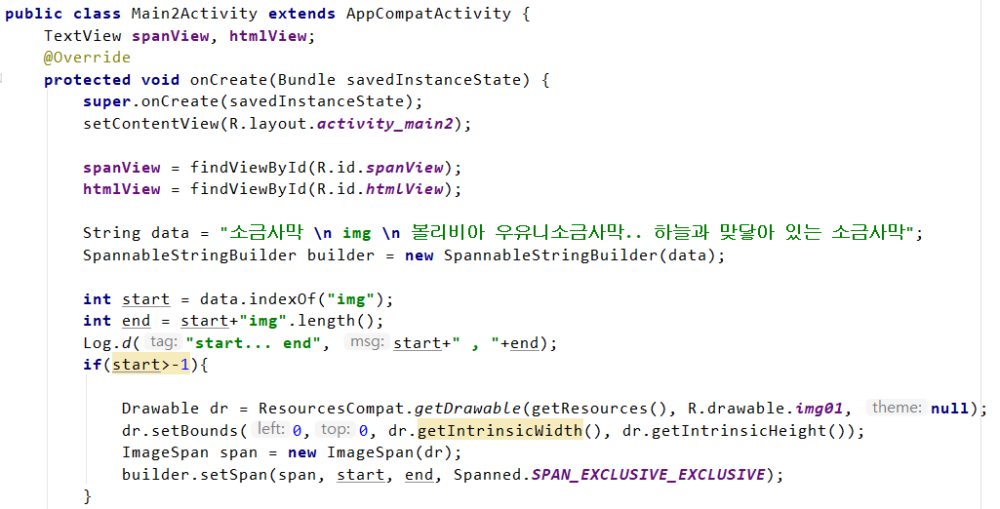 public class Main2Activity extends AppCompatActivity {
TextView spanView, htmlView;
@Override
protected void onCreate(Bundle savedInstanceState) {
super.onCreate(savedInstanceState);
setContentView(R.layout.activity_main2);
spanView = findViewById(R.id.spanView);
htmlView = findViewById(R.id.htmlView);
String data = "소금사막 \n img \n 볼리비아 우유니소금사막.. 하늘과 맞닿아 있는 소금사막";
SpannableStringBuilder builder = new SpannableStringBuilder(data);
int start = data.indexOf("img");
int end = start+"img".length();
Log.d( tag: "start... end", msg: start+" , "+end);
if(start>-1){
Drawable dr = ResourcesCompat.getDrawable(getResources(), R.drawable.img01, theme: null);
dr.setBounds( left: 0, top: 0, dr.getIntrinsicWidth(), dr.getIntrinsicHeight());
ImageSpan span = new ImageSpan(dr);
builder.setSpan(span, start, end, Spanned.SPAN_EXCLUSIVE_EXCLUSIVE);
}